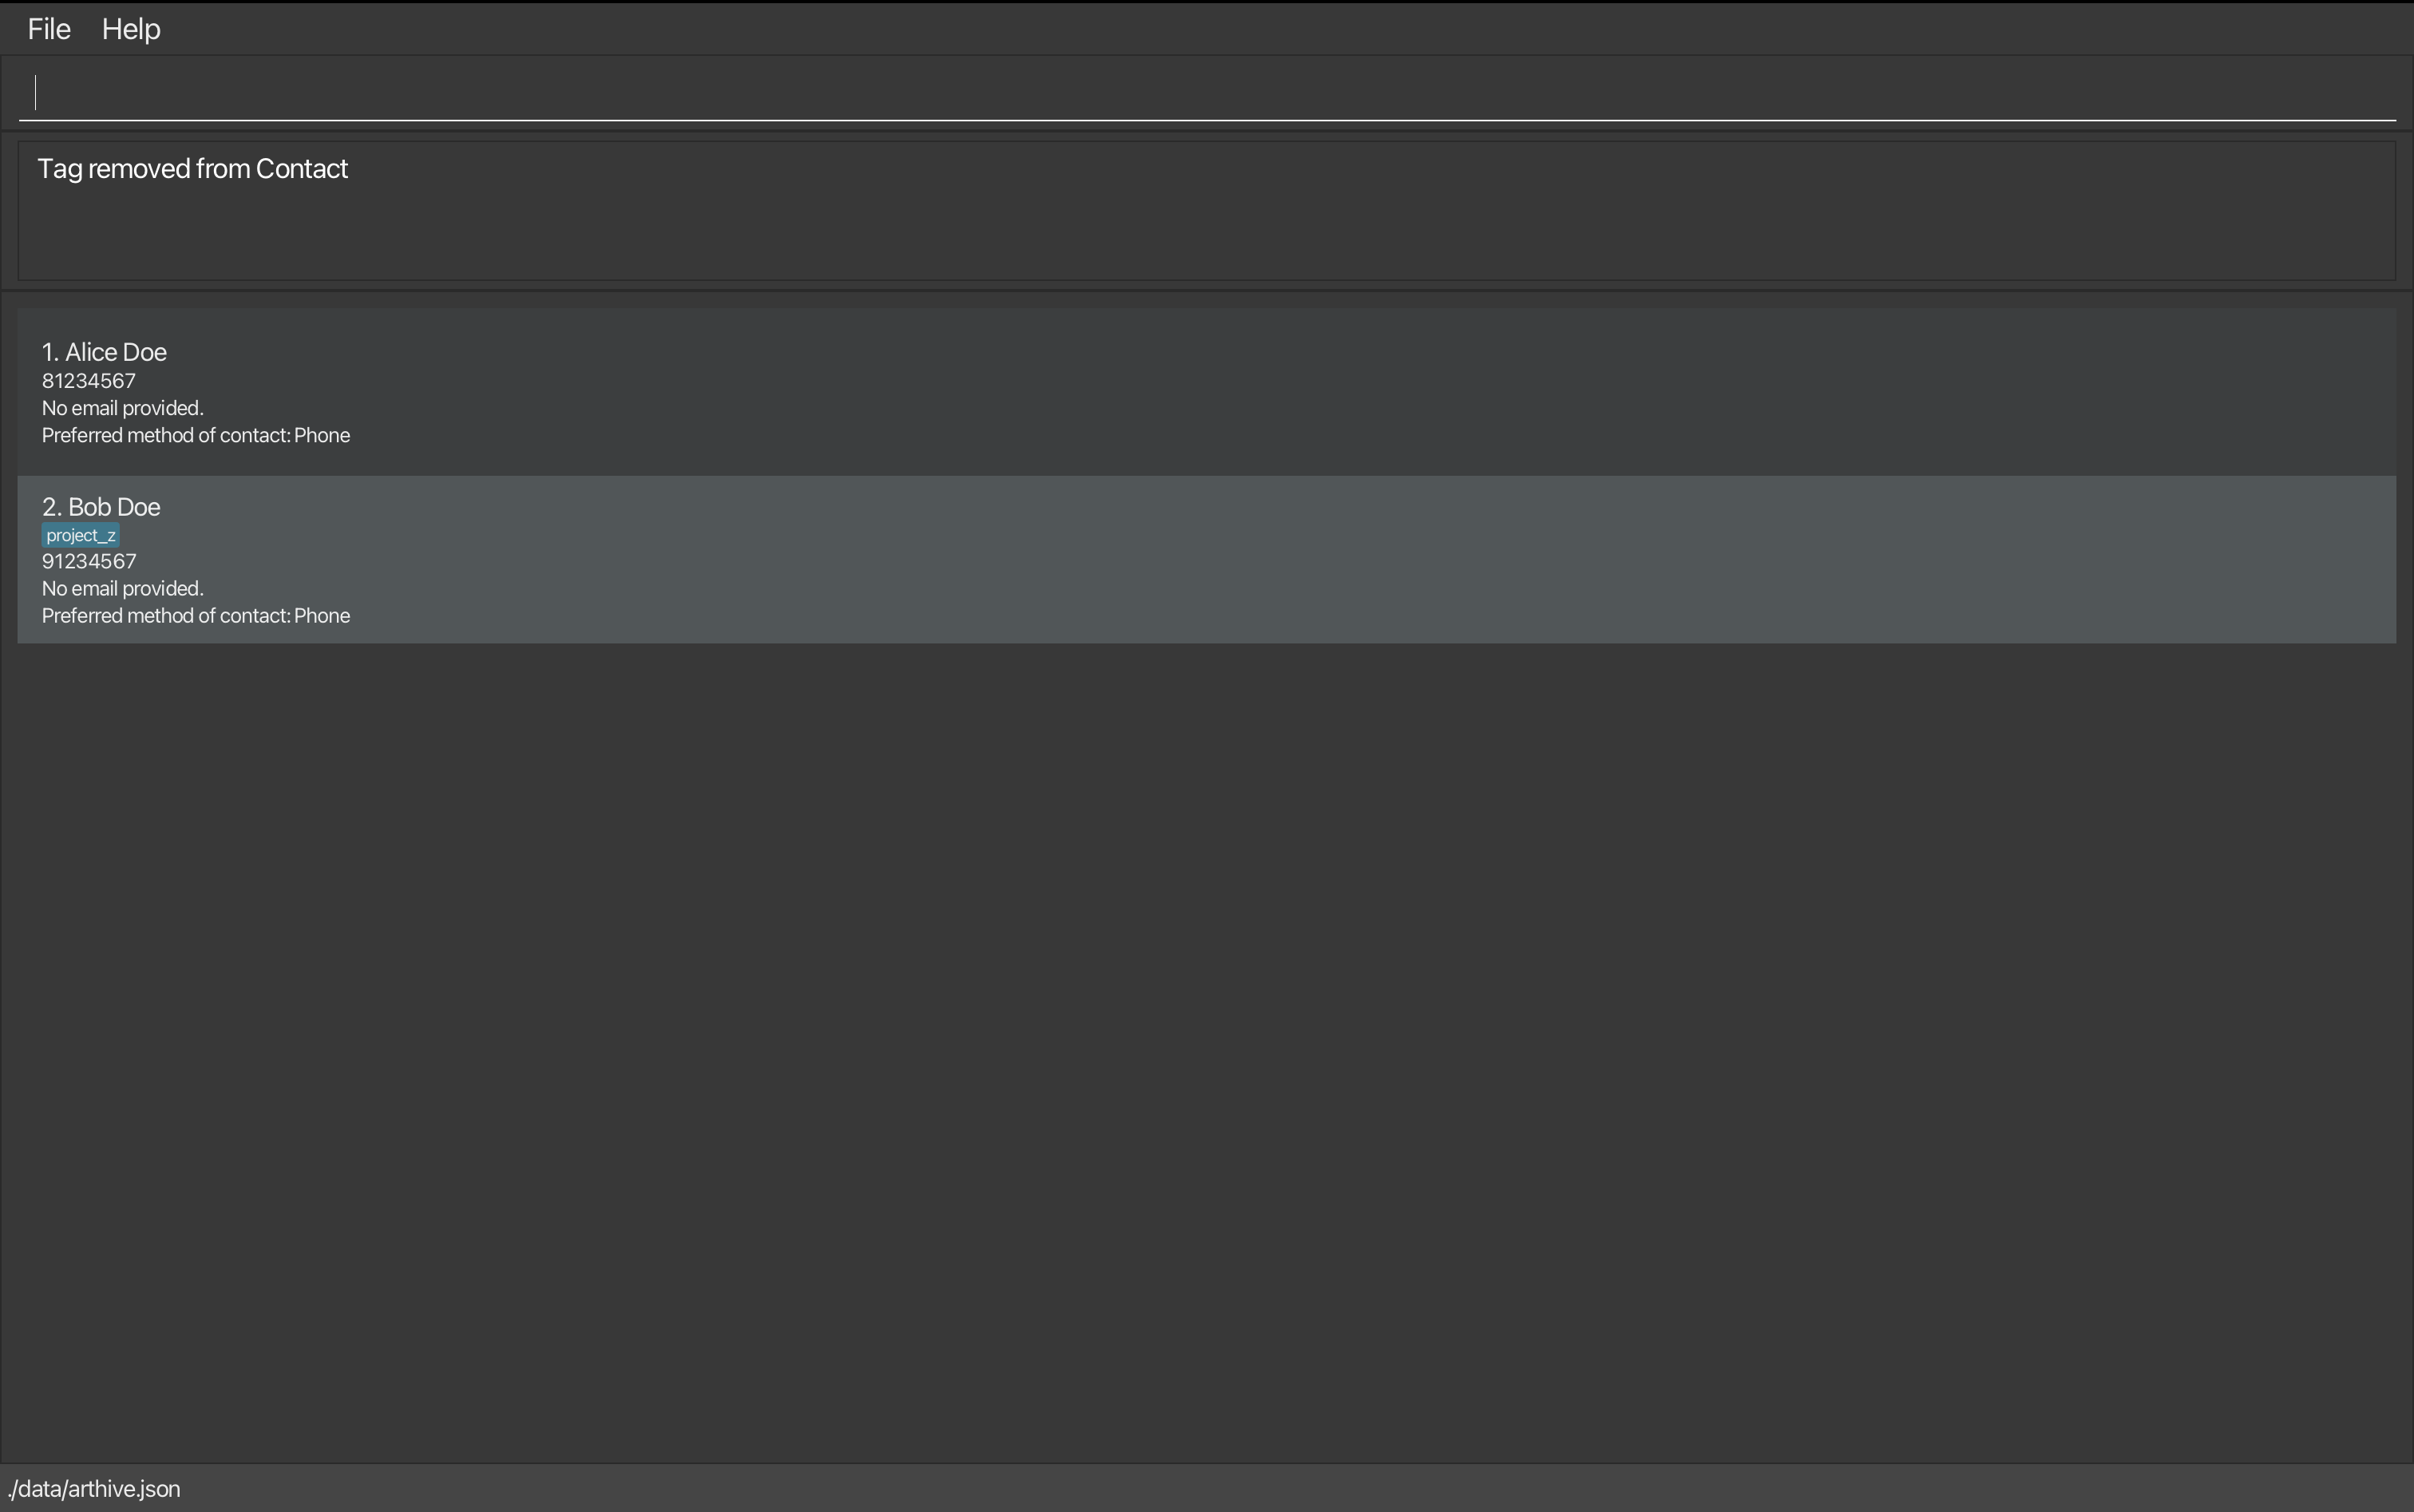 File Help
Tag removed from Contact
1. Alice Doe
81234567
No email provided.
Preferred method of contact: Phone
2. Bob Doe
project_z
91234567
No email provided.
Preferred method of contact: Phone
./data/arthive.json